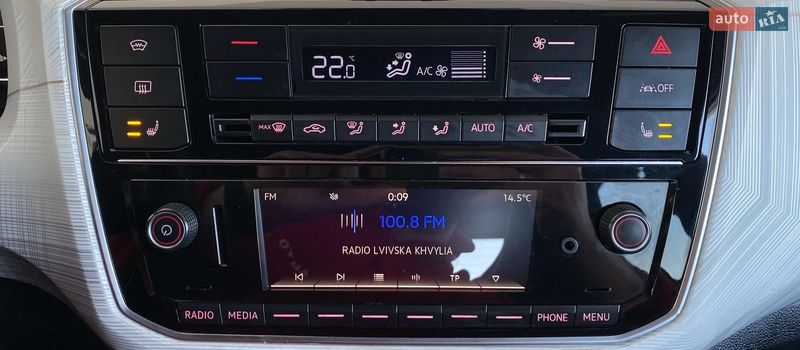 auto RIA
22.0 °C
A/C
OFF
MAX
AUTO
A/C
FM 0:09 14.5°C
100.8 FM
RADIO LVIVSKA KHVYLIA
TP
RADIO MEDIA PHONE MENU